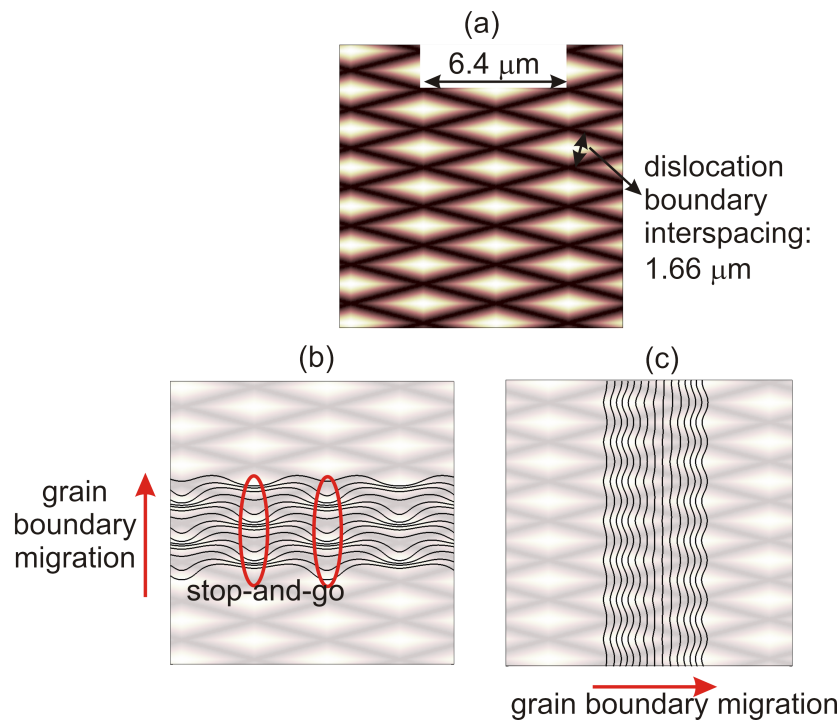 (a)
6.4 μm
dislocation
boundary
interspacing:
1.66 μm
(b)
grain
boundary
migration
stop-and-go
(c)
grain boundary migration